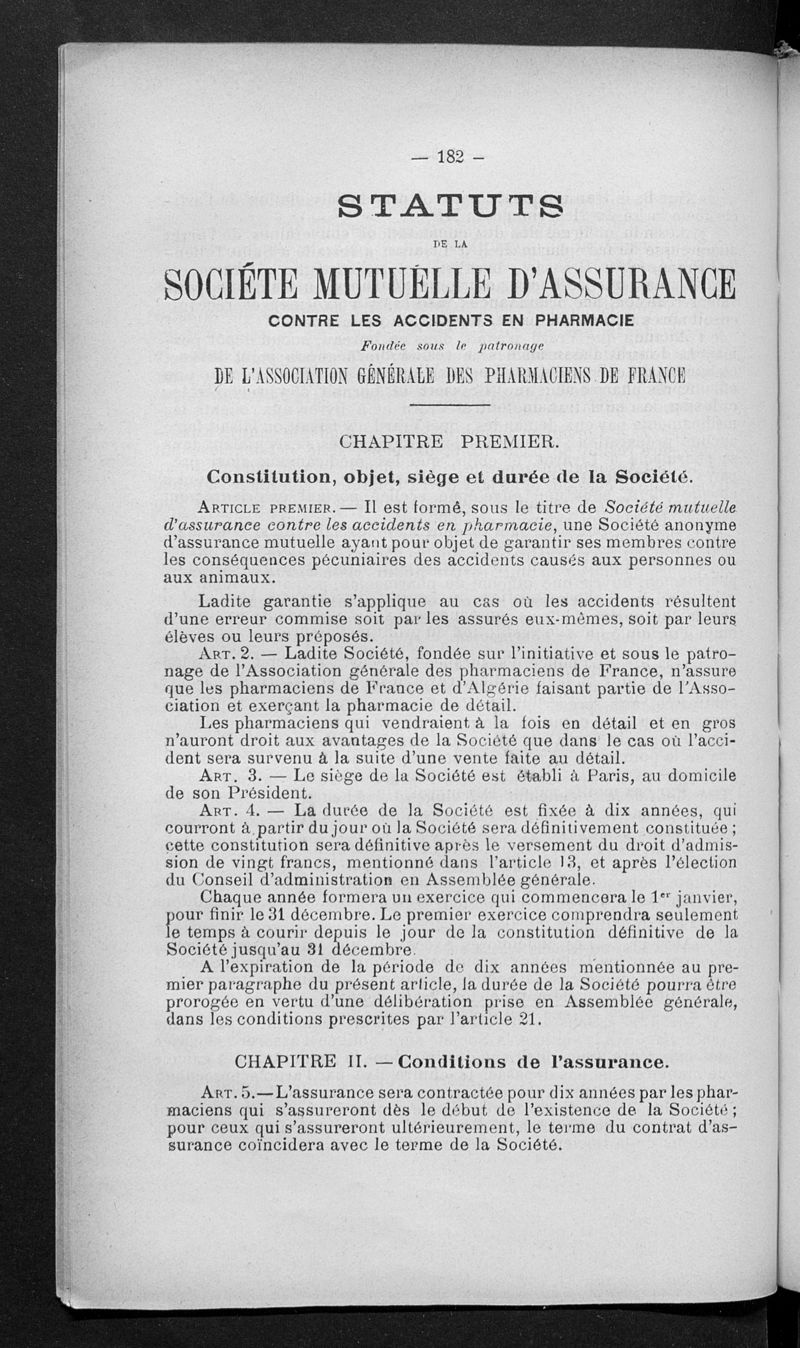 — 182 –
STATUTS
DE LA
SOCIÉTE MUTUELLE D'ASSURANCE
CONTRE LES ACCIDENTS EN PHARMACIE
Fondée sous le patronage
DE L'ASSOCIATION GÉNÉRALE DES PHARMACIENS DE FRANCE
CHAPITRE PREMIER.
Constitution, objet, siège et durée de la Société.
ARTICLE PREMIER.— Il est formé, sous le titre de Société mutuelle
d'assurance contre les accidents en pharmacie, une Société anonyme
d'assurance mutuelle ayant pour objet de garantir ses membres contre
les conséquences pécuniaires des accidents causés aux personnes ou
aux animaux.
Ladite garantie s'applique au cas où les accidents résultent
d'une erreur commise soit par les assurés eux-mêmes, soit par leurs
élèves ou leurs préposés.
ART. 2. — Ladite Société, fondée sur l'initiative et sous le patro-
nage de l'Association générale des pharmaciens de France, n'assure
que les pharmaciens de France et d'Algérie faisant partie de l'Asso-
ciation et exerçant la pharmacie de détail.
Les pharmaciens qui vendraient à la fois en détail et en gros
n'auront droit aux avantages de la Société que dans le cas où l'acci-
dent sera survenu à la suite d'une vente faite au détail.
ART. 3. — Le siège de la Société est établi à Paris, au domicile
de son Président.
ART. 4. — La durée de la Société est fixée à dix années, qui
courront à partir du jour où la Société sera définitivement constituée ;
cette constitution sera définitive après le versement du droit d'admis-
sion de vingt francs, mentionné dans l'article 13, et après l'élection
du Conseil d'administration en Assemblée générale.
Chaque année formera un exercice qui commencera le 1er janvier,
pour finir le 31 décembre. Le premier exercice comprendra seulement
le temps à courir depuis le jour de la constitution définitive de la
Société jusqu'au 31 décembre.
A l'expiration de la période de dix années mentionnée au pre-
mier paragraphe du présent article, la durée de la Société pourra être
prorogée en vertu d'une délibération prise en Assemblée générale,
dans les conditions prescrites par l'article 21.
CHAPITRE II. — Conditions de l'assurance.
ART. 5.—L'assurance sera contractée pour dix années par les phar-
maciens qui s'assureront dès le début de l'existence de la Société ;
pour ceux qui s'assureront ultérieurement, le terme du contrat d'as-
surance coïncidera avec le terme de la Société.